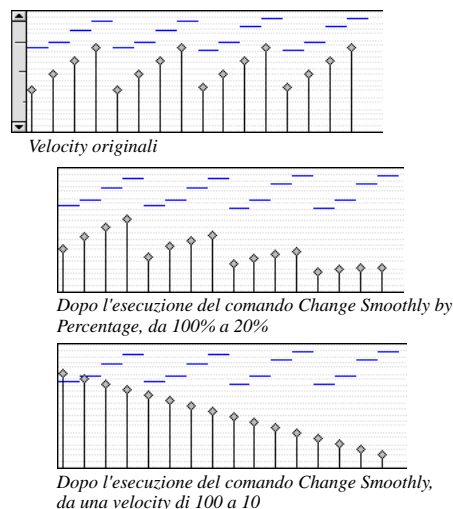 Velocity originali
Dopo l'esecuzione del comando Change Smoothly by
Percentage, da 100% a 20%
Dopo l'esecuzione del comando Change Smoothly,
da una velocity di 100 a 10